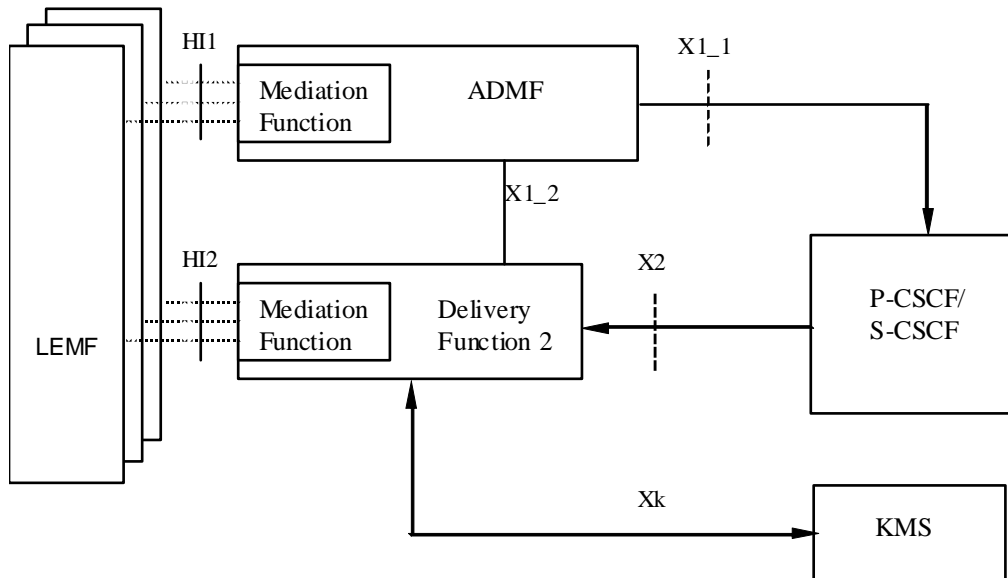 HI1
X1_1
Mediation
Function
ADMF
X1_2
HI2
X2
Mediation
Function
Delivery
Function 2
P-CSCF/
S-CSCF
LEMF
Xk
KMS